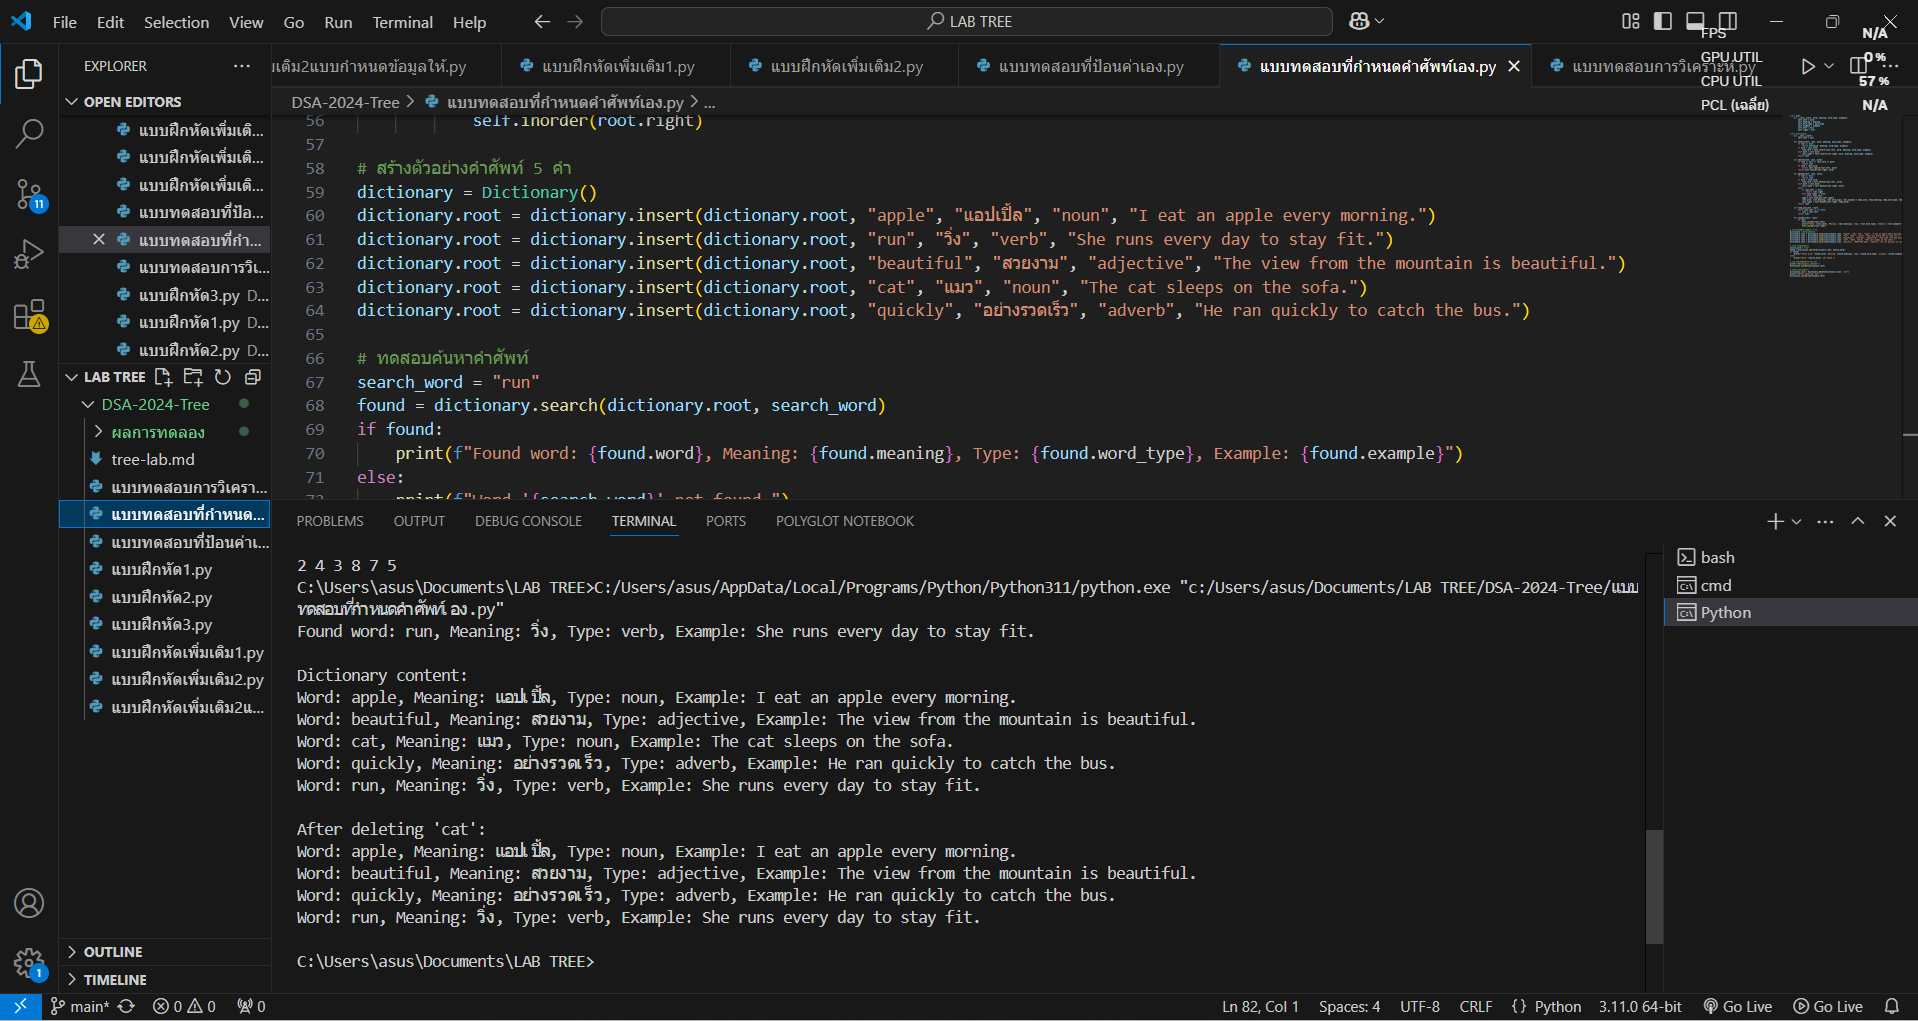 File Edit Selection View Go Run Terminal Help
LAB TREE
FPS N/A
GPU UTIL 0 %
CPU UTIL 57 %
PCL (เฉลี่ย) N/A
EXPLORER
เติม2แบบกำหนดข้อมูลให้.py
แบบฝึกหัดเพิ่มเติม1.py
แบบฝึกหัดเพิ่มเติม2.py
แบบทดสอบที่ป้อนค่าเอง.py
แบบทดสอบที่กำหนดคำศัพท์เอง.py
แบบทดสอบการวิเคราะห์.py
OPEN EDITORS
แบบฝึกหัดเพิ่มเติ...
แบบฝึกหัดเพิ่มเติ...
แบบฝึกหัดเพิ่มเติ...
แบบทดสอบที่ป้อ...
แบบทดสอบที่กำ...
แบบทดสอบการวิเ...
แบบฝึกหัด3.py D...
แบบฝึกหัด1.py D...
แบบฝึกหัด2.py D...
11
LAB TREE
DSA-2024-Tree
ผลการทดลอง
tree-lab.md
แบบทดสอบการวิเครา...
แบบทดสอบที่กำหนด...
แบบทดสอบที่ป้อนค่าเ...
แบบฝึกหัด1.py
แบบฝึกหัด2.py
แบบฝึกหัด3.py
แบบฝึกหัดเพิ่มเติม1.py
แบบฝึกหัดเพิ่มเติม2.py
แบบฝึกหัดเพิ่มเติม2แ...
OUTLINE
TIMELINE
1
DSA-2024-Tree > แบบทดสอบที่กำหนดคำศัพท์เอง.py > ...
56 self.inorder(root.right)
57
58 # สร้างตัวอย่างคำศัพท์ 5 คำ
59 dictionary = Dictionary()
60 dictionary.root = dictionary.insert(dictionary.root, "apple", "แอปเปิ้ล", "noun", "I eat an apple every morning.")
61 dictionary.root = dictionary.insert(dictionary.root, "run", "วิ่ง", "verb", "She runs every day to stay fit.")
62 dictionary.root = dictionary.insert(dictionary.root, "beautiful", "สวยงาม", "adjective", "The view from the mountain is beautiful.")
63 dictionary.root = dictionary.insert(dictionary.root, "cat", "แมว", "noun", "The cat sleeps on the sofa.")
64 dictionary.root = dictionary.insert(dictionary.root, "quickly", "อย่างรวดเร็ว", "adverb", "He ran quickly to catch the bus.")
65
66 # ทดสอบค้นหาคำศัพท์
67 search_word = "run"
68 found = dictionary.search(dictionary.root, search_word)
69 if found:
70 print(f"Found word: {found.word}, Meaning: {found.meaning}, Type: {found.word_type}, Example: {found.example}")
71 else:
72 print(f"Word '{search_word}' not found.")
PROBLEMS OUTPUT DEBUG CONSOLE TERMINAL PORTS POLYGLOT NOTEBOOK
2 4 3 8 7 5
C:\Users\asus\Documents\LAB TREE>C:/Users/asus/AppData/Local/Programs/Python/Python311/python.exe "c:/Users/asus/Documents/LAB TREE/DSA-2024-Tree/แบบ
ทดสอบที่กำหนดคำศัพท์เอง.py"
Found word: run, Meaning: วิ่ง, Type: verb, Example: She runs every day to stay fit.
Dictionary content:
Word: apple, Meaning: แอปเปิ้ล, Type: noun, Example: I eat an apple every morning.
Word: beautiful, Meaning: สวยงาม, Type: adjective, Example: The view from the mountain is beautiful.
Word: cat, Meaning: แมว, Type: noun, Example: The cat sleeps on the sofa.
Word: quickly, Meaning: อย่างรวดเร็ว, Type: adverb, Example: He ran quickly to catch the bus.
Word: run, Meaning: วิ่ง, Type: verb, Example: She runs every day to stay fit.
After deleting 'cat':
Word: apple, Meaning: แอปเปิ้ล, Type: noun, Example: I eat an apple every morning.
Word: beautiful, Meaning: สวยงาม, Type: adjective, Example: The view from the mountain is beautiful.
Word: quickly, Meaning: อย่างรวดเร็ว, Type: adverb, Example: He ran quickly to catch the bus.
Word: run, Meaning: วิ่ง, Type: verb, Example: She runs every day to stay fit.
C:\Users\asus\Documents\LAB TREE>
bash
cmd
Python
main* 0 0 0 Ln 82, Col 1 Spaces: 4 UTF-8 CRLF {} Python 3.11.0 64-bit Go Live Go Live